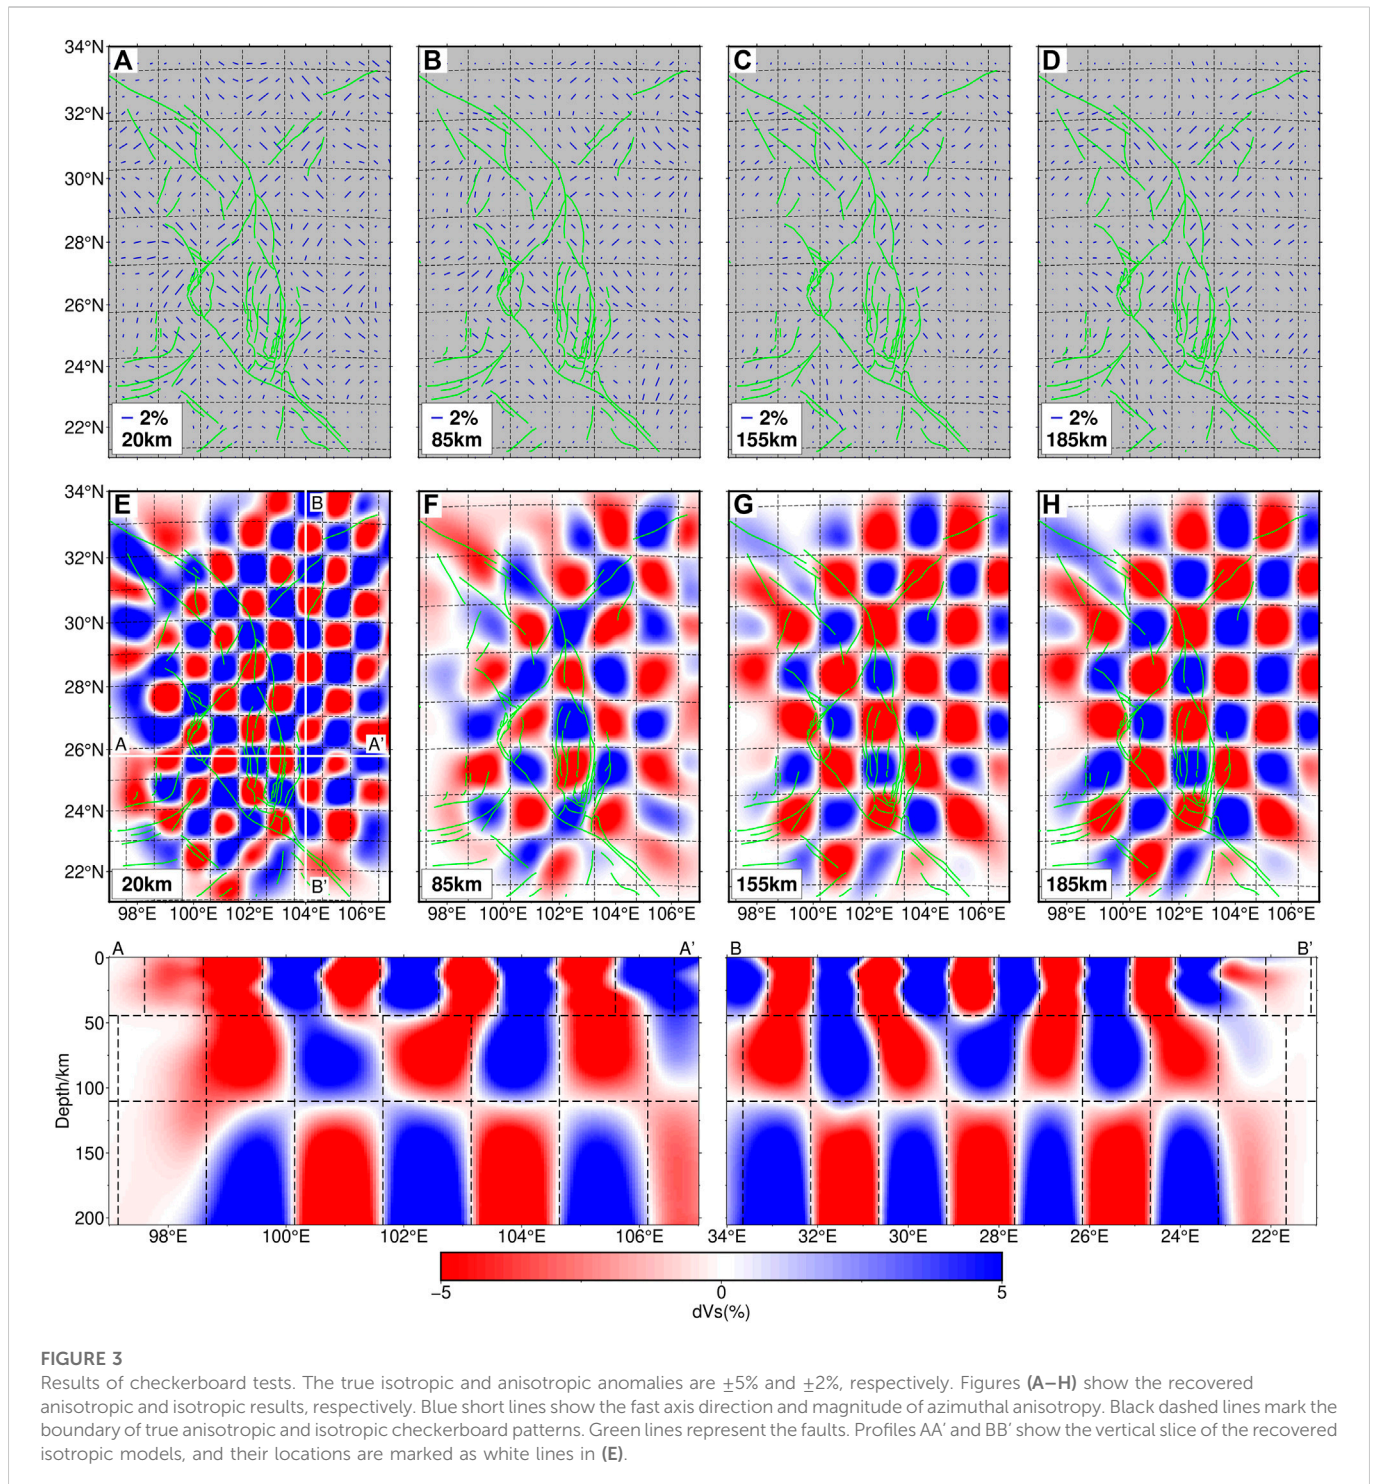 34°N
32°N
30°N
28°N
26°N
24°N
22°N
A
2%
20km
B
2%
85km
C
2%
155km
D
2%
185km
34°N
32°N
30°N
28°N
26°N
24°N
22°N
E
B
A
A'
B'
20km
F
85km
G
155km
H
185km
98°E 100°E 102°E 104°E 106°E
98°E 100°E 102°E 104°E 106°E
98°E 100°E 102°E 104°E 106°E
98°E 100°E 102°E 104°E 106°E
A A'
B B'
Depth/km
0
50
100
150
200
98°E 100°E 102°E 104°E 106°E
34°E 32°E 30°E 28°E 26°E 24°E 22°E
−5 0 5
dVs(%)
FIGURE 3
Results of checkerboard tests. The true isotropic and anisotropic anomalies are ±5% and ±2%, respectively. Figures (A–H) show the recovered
anisotropic and isotropic results, respectively. Blue short lines show the fast axis direction and magnitude of azimuthal anisotropy. Black dashed lines mark the
boundary of true anisotropic and isotropic checkerboard patterns. Green lines represent the faults. Profiles AA' and BB' show the vertical slice of the recovered
isotropic models, and their locations are marked as white lines in (E).